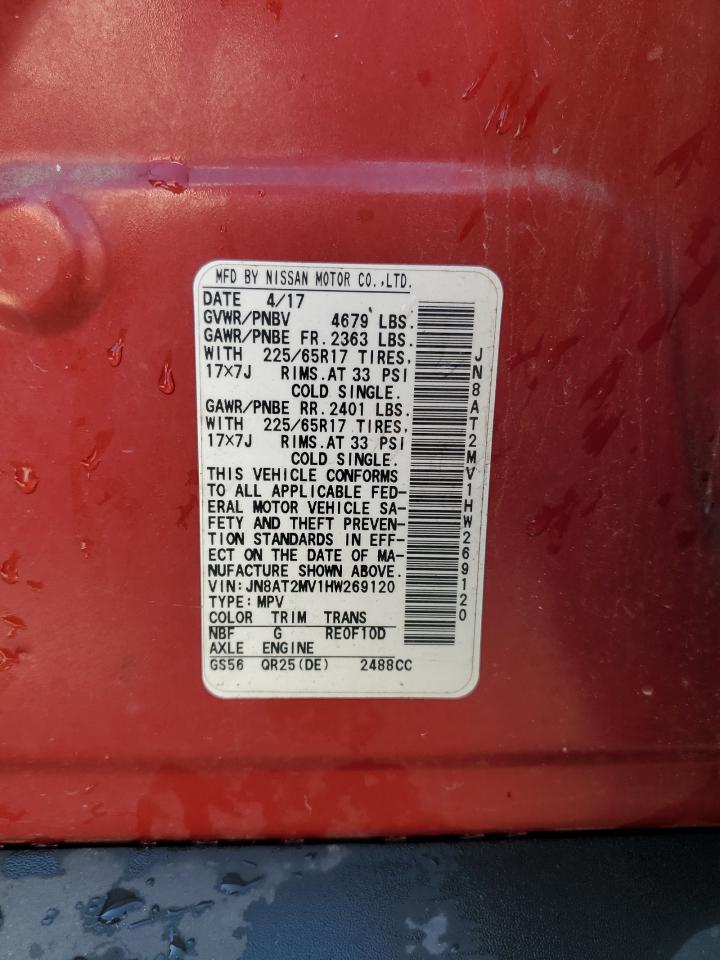 MFD BY NISSAN MOTOR CO.,LTD.
DATE 4/17
GVWR/PNBV 4679 LBS.
GAWR/PNBE FR. 2363 LBS.
WITH 225/65R17 TIRES,
17×7J RIMS.AT 33 PSI
COLD SINGLE.
GAWR/PNBE RR. 2401 LBS.
WITH 225/65R17 TIRES,
17×7J RIMS.AT 33 PSI
COLD SINGLE.
THIS VEHICLE CONFORMS
TO ALL APPLICABLE FED-
ERAL MOTOR VEHICLE SA-
FETY AND THEFT PREVEN-
TION STANDARDS IN EFF-
ECT ON THE DATE OF MA-
NUFACTURE SHOWN ABOVE.
VIN:JN8AT2MV1HW269120
TYPE:MPV
COLOR TRIM TRANS
NBF G RE0F10D
AXLE ENGINE
GS56 QR25(DE) 2488CC
JN8AT2MV1HW269120